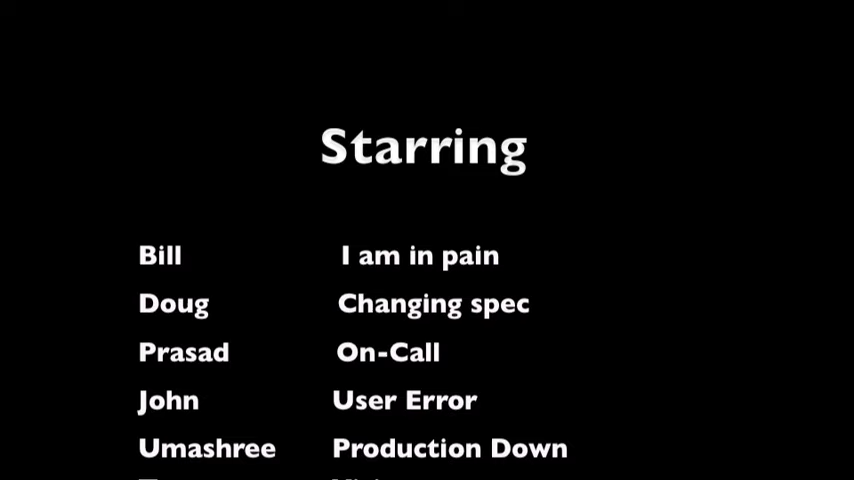 Starring
Bill I am in pain
Doug Changing spec
Prasad On-Call
John User Error
Umashree Production Down